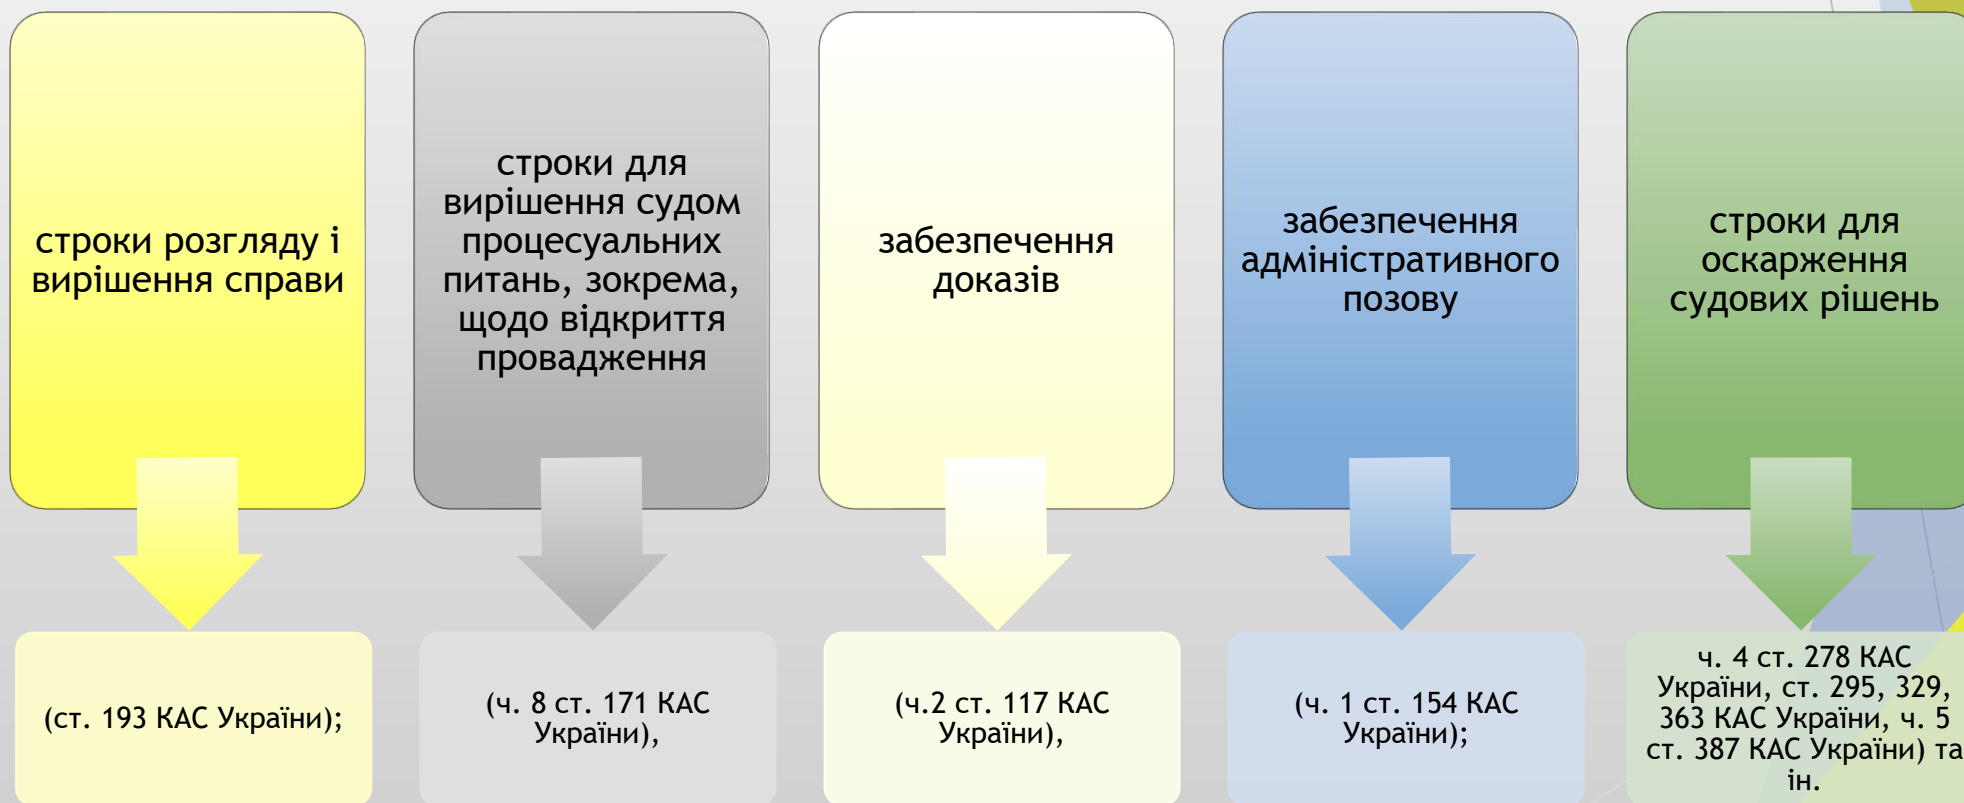 строки розгляду і
вирішення справи
строки для
вирішення судом
процесуальних
питань, зокрема,
щодо відкриття
провадження
забезпечення
доказів
забезпечення
адміністративного
позову
строки для
оскарження
судових рішень
(ст. 193 КАС України);
(ч. 8 ст. 171 КАС
України),
(ч.2 ст. 117 КАС
України),
(ч. 1 ст. 154 КАС
України);
ч. 4 ст. 278 КАС
України, ст. 295, 329,
363 КАС України, ч. 5
ст. 387 КАС України) та
ін.